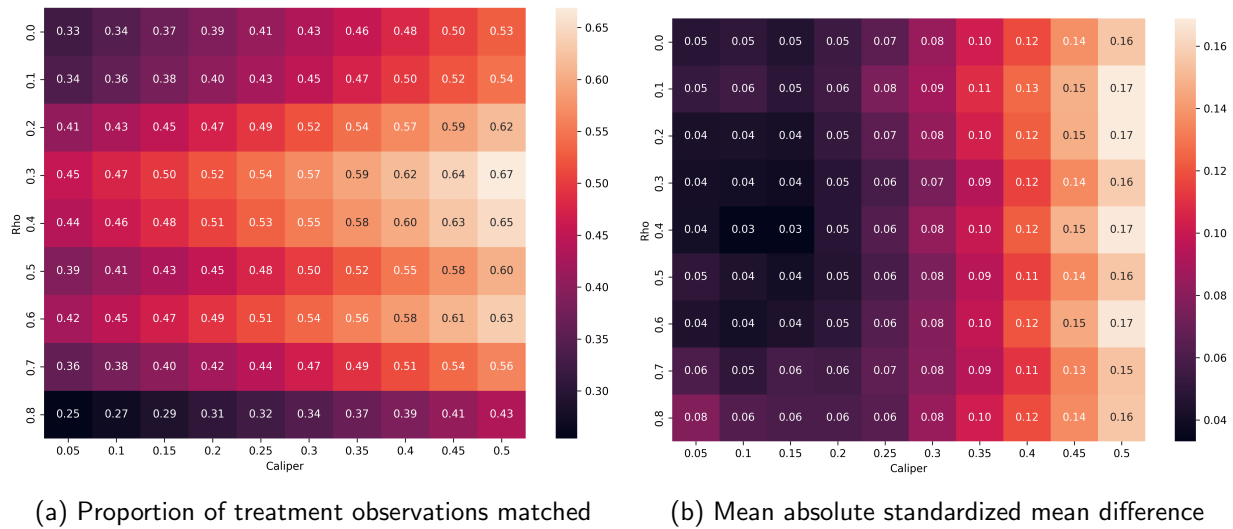 0.0 0.33 0.34 0.37 0.39 0.41 0.43 0.46 0.48 0.50 0.53
0.1 0.34 0.36 0.38 0.40 0.43 0.45 0.47 0.50 0.52 0.54
0.2 0.41 0.43 0.45 0.47 0.49 0.52 0.54 0.57 0.59 0.62
0.3 0.45 0.47 0.50 0.52 0.54 0.57 0.59 0.62 0.64 0.67
0.4 0.44 0.46 0.48 0.51 0.53 0.55 0.58 0.60 0.63 0.65
0.5 0.39 0.41 0.43 0.45 0.48 0.50 0.52 0.55 0.58 0.60
0.6 0.42 0.45 0.47 0.49 0.51 0.54 0.56 0.58 0.61 0.63
0.7 0.36 0.38 0.40 0.42 0.44 0.47 0.49 0.51 0.54 0.56
0.8 0.25 0.27 0.29 0.31 0.32 0.34 0.37 0.39 0.41 0.43
0.05 0.1 0.15 0.2 0.25 0.3 0.35 0.4 0.45 0.5
Caliper
Rho
0.65
0.60
0.55
0.50
0.45
0.40
0.35
0.30
(a) Proportion of treatment observations matched
0.0 0.05 0.05 0.05 0.05 0.07 0.08 0.10 0.12 0.14 0.16
0.1 0.05 0.06 0.05 0.06 0.08 0.09 0.11 0.13 0.15 0.17
0.2 0.04 0.04 0.04 0.05 0.07 0.08 0.10 0.12 0.15 0.17
0.3 0.04 0.04 0.04 0.05 0.06 0.07 0.09 0.12 0.14 0.16
0.4 0.04 0.03 0.03 0.05 0.06 0.08 0.10 0.12 0.15 0.17
0.5 0.05 0.04 0.04 0.05 0.06 0.08 0.09 0.11 0.14 0.16
0.6 0.04 0.04 0.04 0.05 0.06 0.08 0.10 0.12 0.15 0.17
0.7 0.06 0.05 0.06 0.06 0.07 0.08 0.09 0.11 0.13 0.15
0.8 0.08 0.06 0.06 0.06 0.06 0.08 0.10 0.12 0.14 0.16
0.05 0.1 0.15 0.2 0.25 0.3 0.35 0.4 0.45 0.5
Caliper
Rho
0.16
0.14
0.12
0.10
0.08
0.06
0.04
(b) Mean absolute standardized mean difference